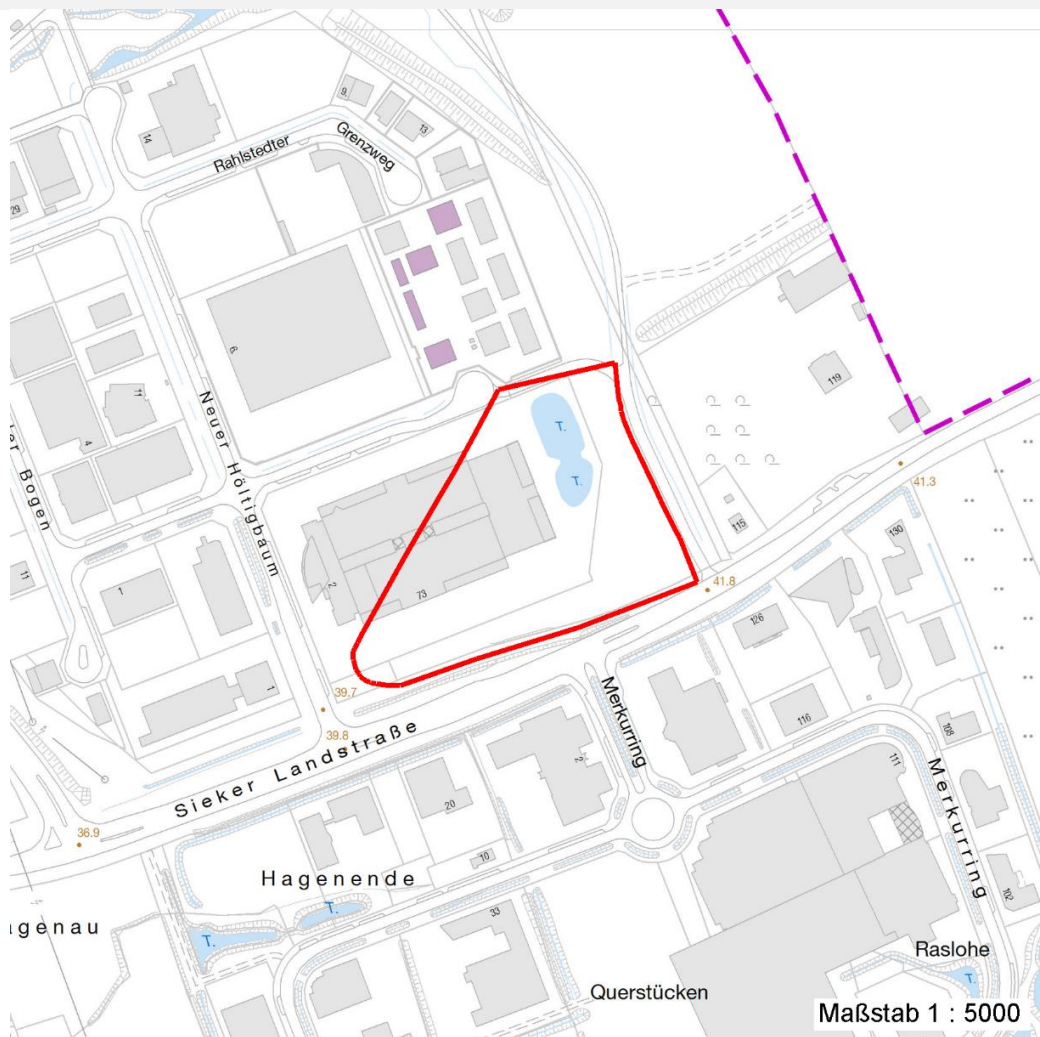 9.
13
14
Rahlstedter
Grenzweg
29
6.
119
11
4
Neuer Höltigbaum
T.
T.
Bogen
41.3
115
130
11
1
2
73
41.8
126
1
39.7
39.8
Merkurring
116
108
Sieker Landstraße
2
111
Merkurring
36.9
20
10
Hagenende
102
33
T.
T.
agenau
Raslohe
T.
Querstücken
Maßstab 1 : 5000